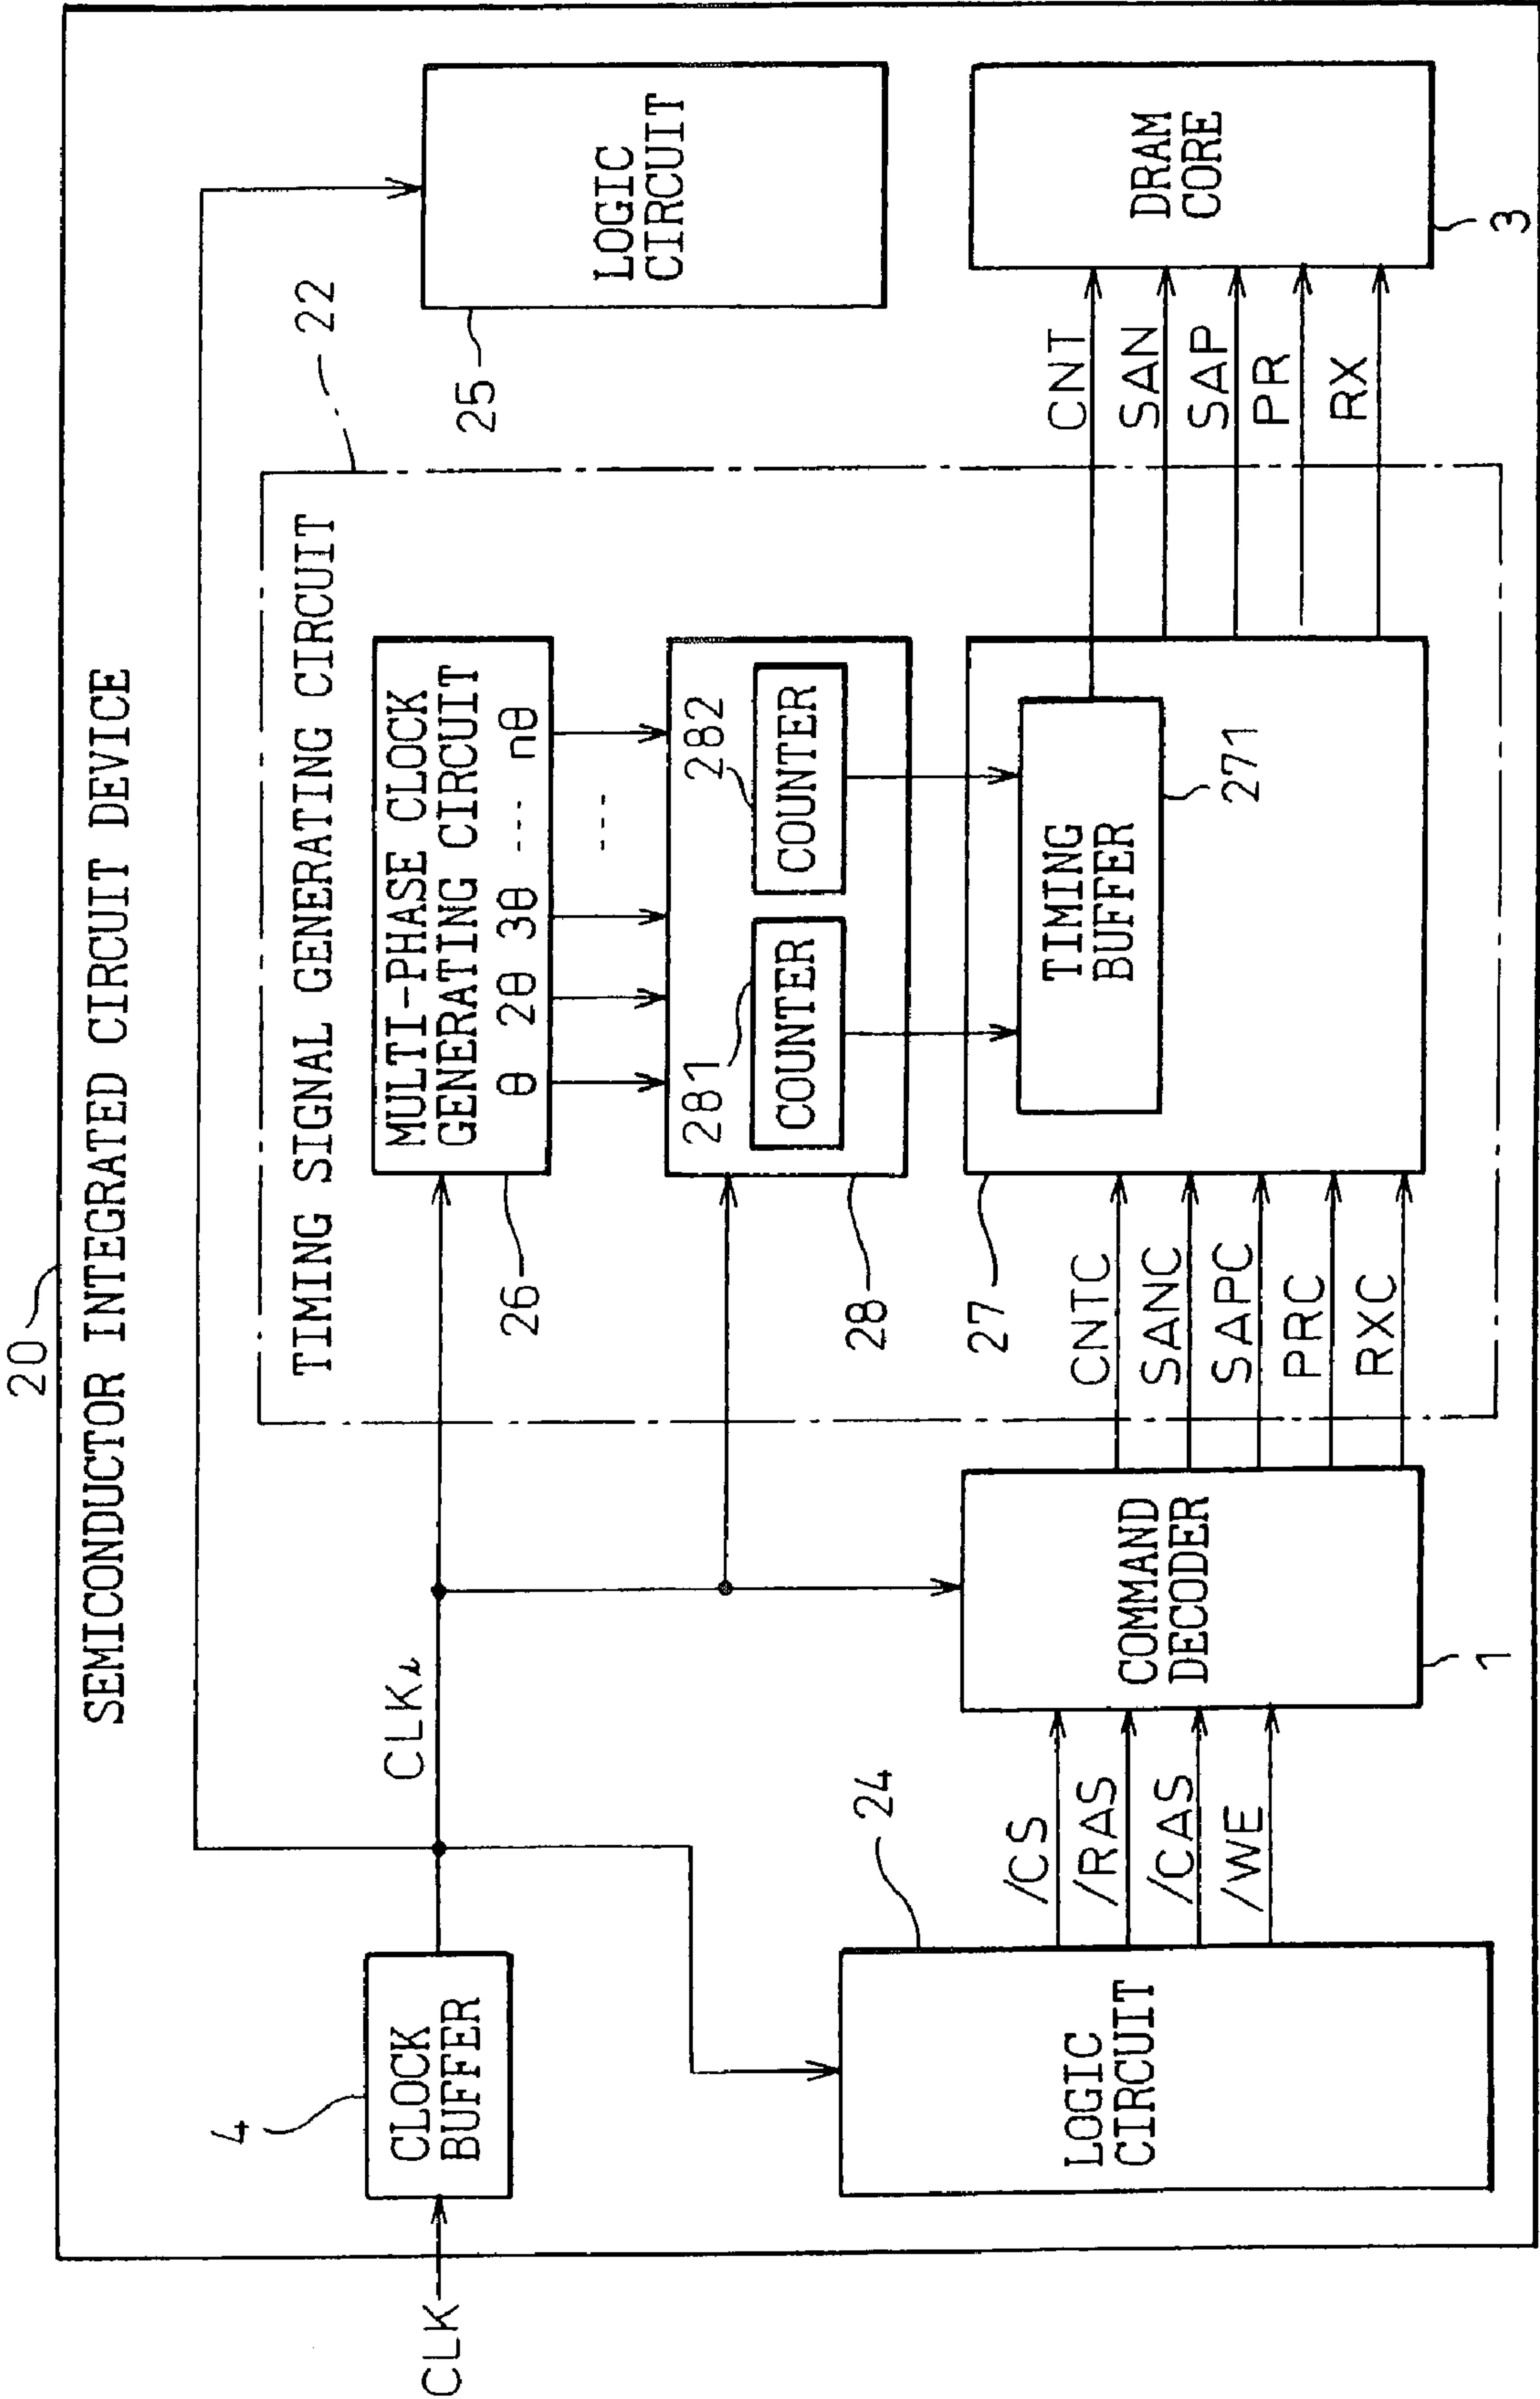 20
SEMICONDUCTOR INTEGRATED CIRCUIT DEVICE
TIMING SIGNAL GENERATING CIRCUIT
22
CLK
4
CLOCK
BUFFER
CLKi
26
MULTI-PHASE CLOCK
GENERATING CIRCUIT
θ 2θ 3θ --- nθ
---
25
LOGIC
CIRCUIT
28
281
COUNTER
282
COUNTER
24
LOGIC
CIRCUIT
/CS
/RAS
/CAS
/WE
COMMAND
DECODER
1
CNTC
SANC
SAPC
PRC
RXC
27
TIMING
BUFFER
271
CNT
SAN
SAP
PR
RX
DRAM
CORE
3